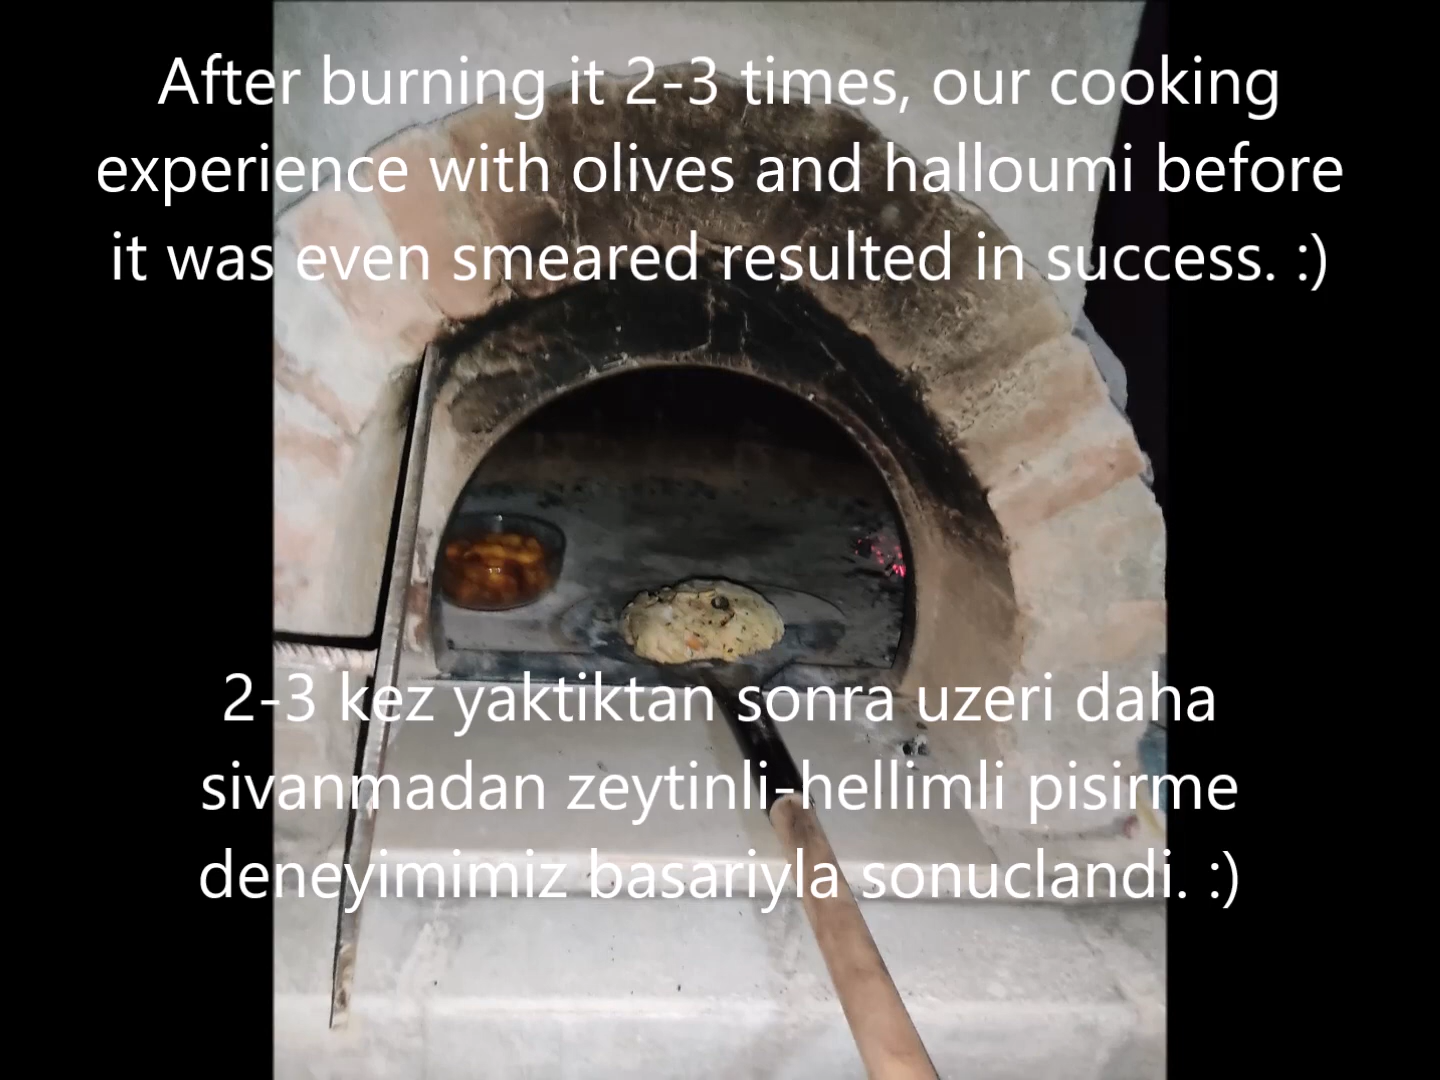 After burning it 2-3 times, our cooking
experience with olives and halloumi before
it was even smeared resulted in success. :)
2-3 kez yaktiktan sonra uzeri daha
sivanmadan zeytinli-hellimli pisirme
deneyimimiz basariyla sonuclandi. :)